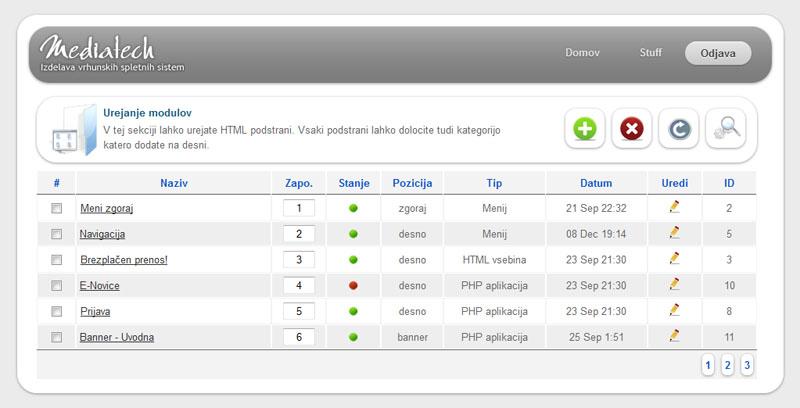 Mediatech
Izdelava vrhunskih spletnih sistem
Domov Stuff Odjava
Urejanje modulov
V tej sekciji lahko urejate HTML podstrani. Vsaki podstrani lahko dolocite tudi kategorijo
katero dodate na desni.
# Naziv Zapo. Stanje Pozicija Tip Datum Uredi ID
Meni zgoraj 1 zgoraj Menij 21 Sep 22:32 2
Navigacija 2 desno Menij 08 Dec 19:14 5
Brezplačen prenos! 3 desno HTML vsebina 23 Sep 21:30 3
E-Novice 4 desno PHP aplikacija 23 Sep 21:30 10
Prijava 5 desno PHP aplikacija 23 Sep 21:30 8
Banner - Uvodna 6 banner PHP aplikacija 25 Sep 1:51 11
1 2 3